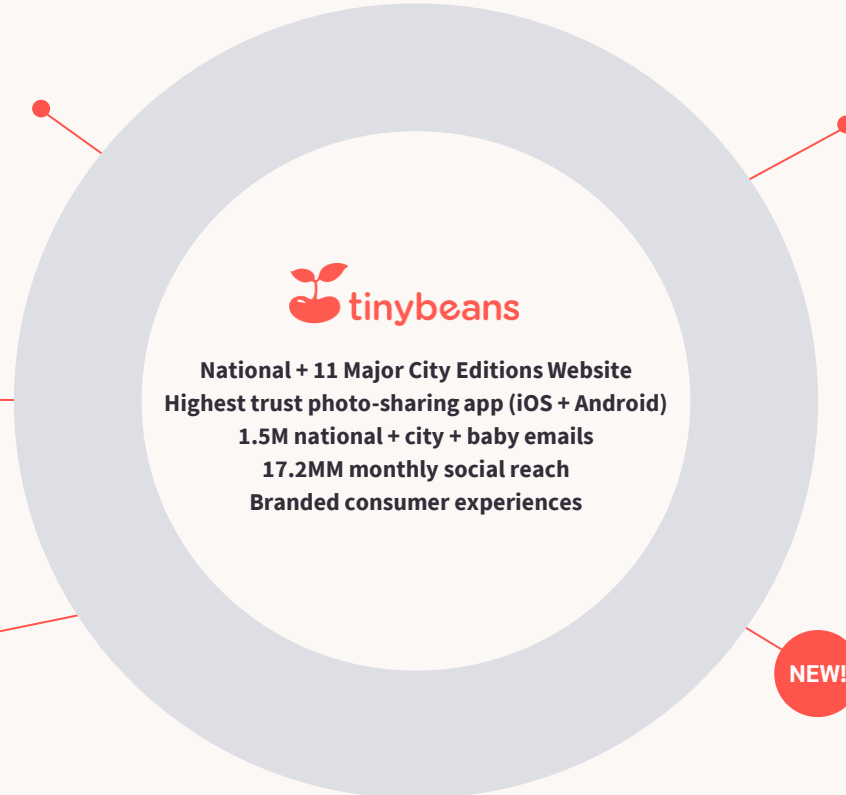 tinybeans
National + 11 Major City Editions Website
Highest trust photo-sharing app (iOS + Android)
1.5M national + city + baby emails
17.2MM monthly social reach
Branded consumer experiences
NEW!